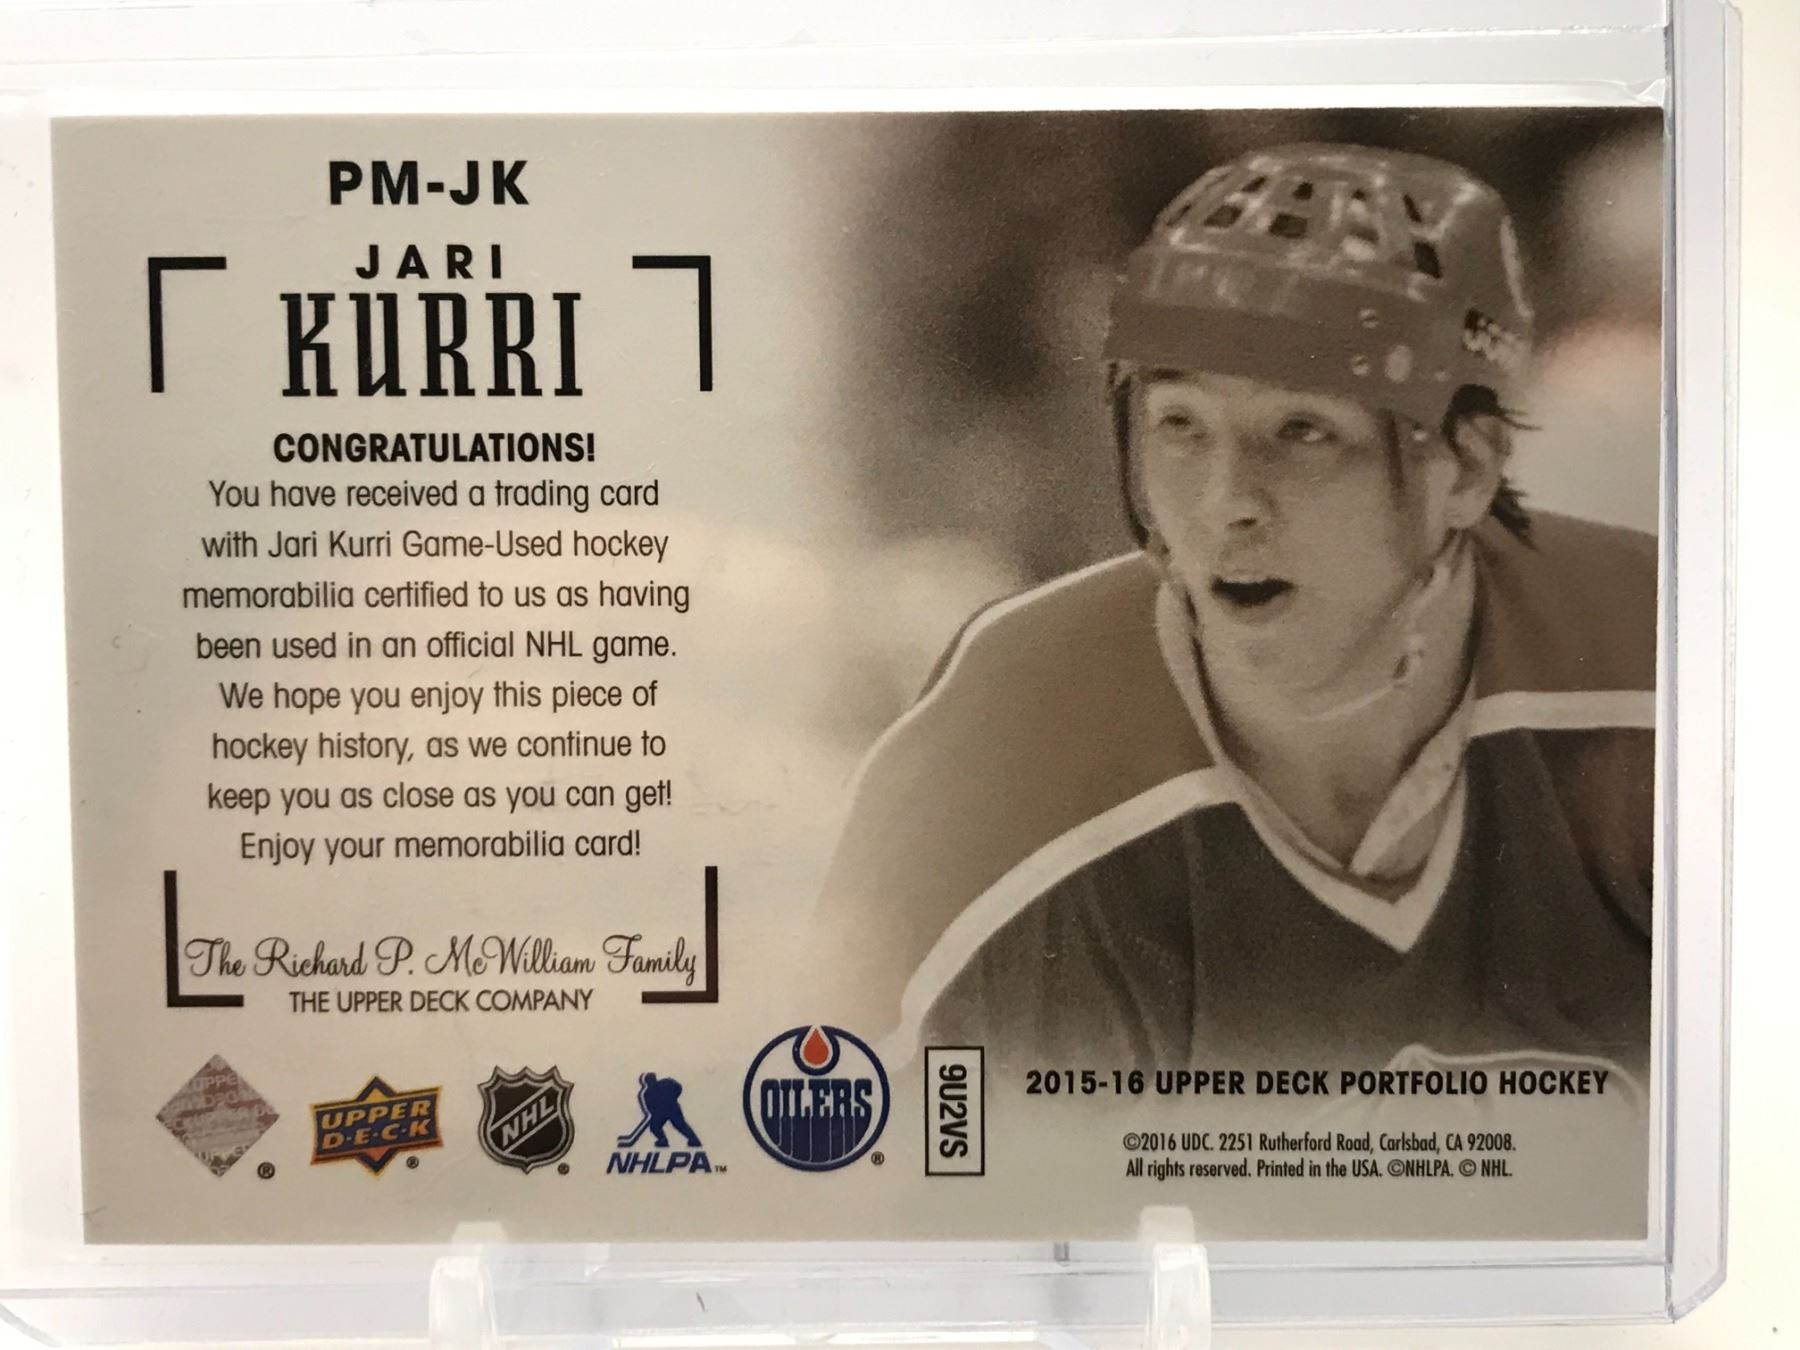 PM-JK
JARI
KURRI
CONGRATULATIONS!
You have received a trading card
with Jari Kurri Game-Used hockey
memorabilia certified to us as having
been used in an official NHL game.
We hope you enjoy this piece of
hockey history, as we continue to
keep you as close as you can get!
Enjoy your memorabilia card!
The Richard P. McWilliam Family
THE UPPER DECK COMPANY
®
UPPER
D·E·C·K
®
NHL
®
NHLPA™
OILERS
®
9U2VS
2015-16 UPPER DECK PORTFOLIO HOCKEY
©2016 UDC. 2251 Rutherford Road, Carlsbad, CA 92008.
All rights reserved. Printed in the USA. ©NHLPA. © NHL.